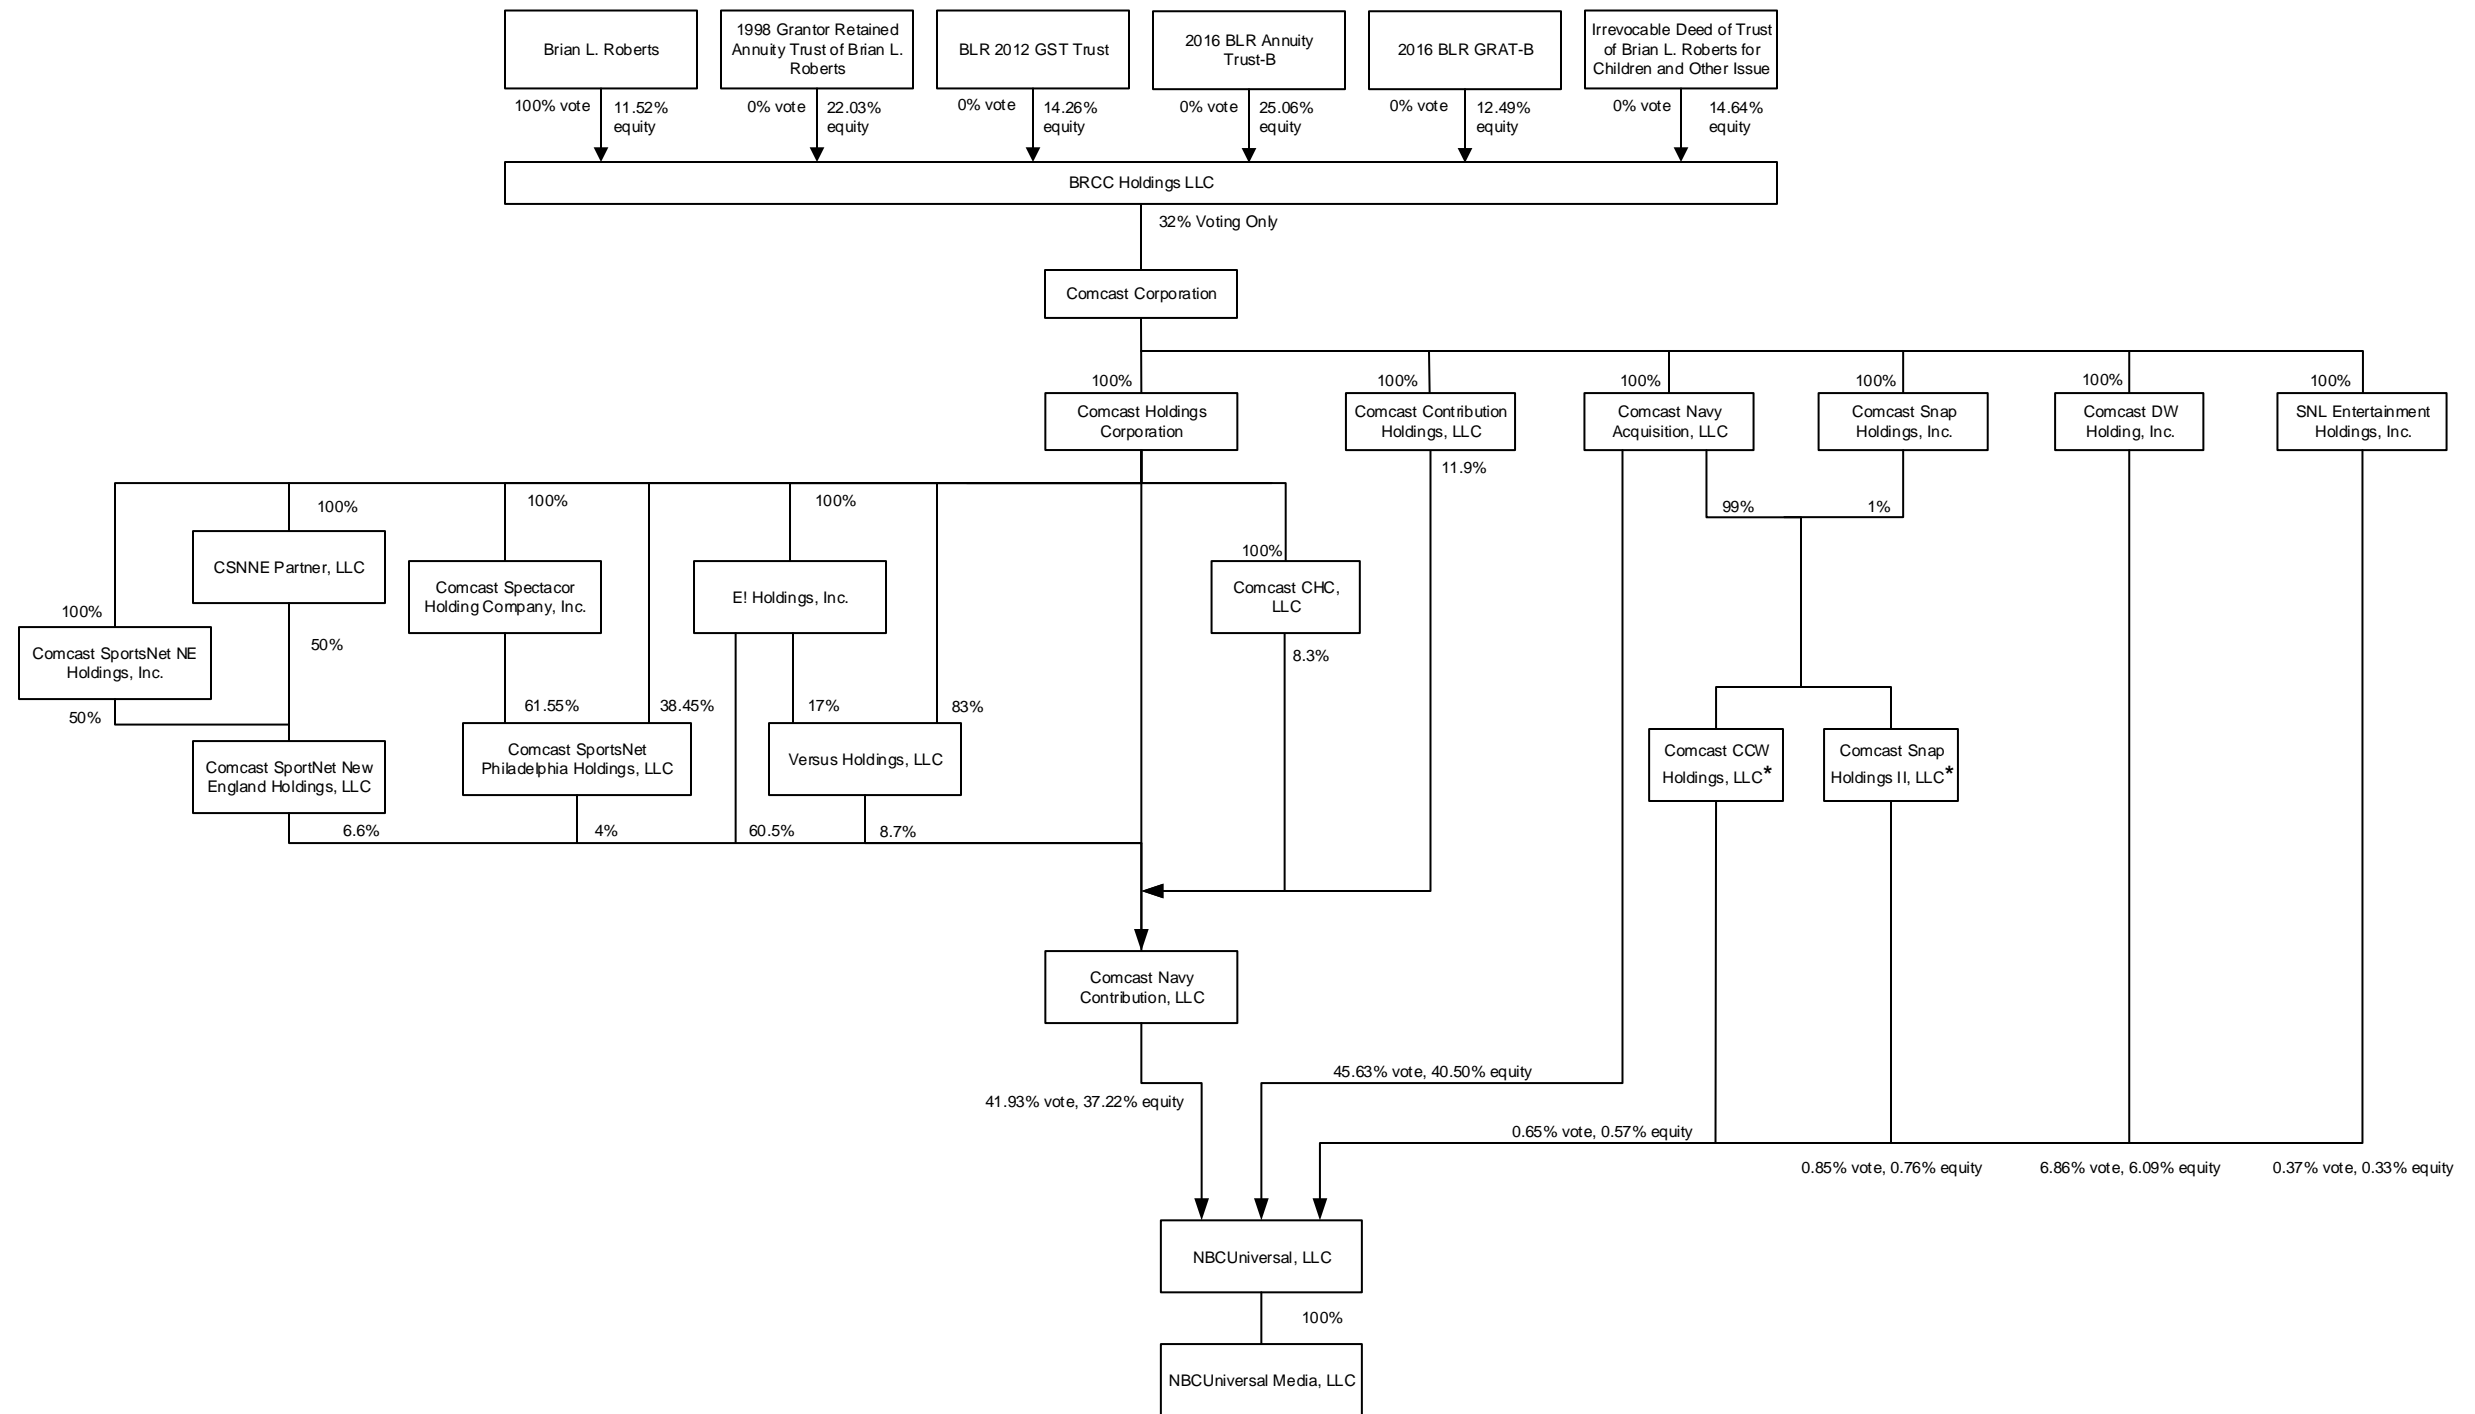 Brian L. Roberts
1998 Grantor Retained
Annuity Trust of Brian L.
Roberts
BLR 2012 GST Trust
2016 BLR Annuity
Trust-B
2016 BLR GRAT-B
Irrevocable Deed of Trust
of Brian L. Roberts for
Children and Other Issue
100% vote
11.52%
equity
0% vote
22.03%
equity
0% vote
14.26%
equity
0% vote
25.06%
equity
0% vote
12.49%
equity
0% vote
14.64%
equity
BRCC Holdings LLC
32% Voting Only
Comcast Corporation
100%
100%
100%
100%
100%
100%
Comcast Holdings
Corporation
Comcast Contribution
Holdings, LLC
Comcast Navy
Acquisition, LLC
Comcast Snap
Holdings, Inc.
Comcast DW
Holding, Inc.
SNL Entertainment
Holdings, Inc.
11.9%
100%
100%
100%
99%
1%
100%
CSNNE Partner, LLC
Comcast Spectacor
Holding Company, Inc.
E! Holdings, Inc.
Comcast CHC,
LLC
100%
50%
8.3%
Comcast SportsNet NE
Holdings, Inc.
50%
61.55%
38.45%
17%
83%
Comcast SportNet New
England Holdings, LLC
Comcast SportsNet
Philadelphia Holdings, LLC
Versus Holdings, LLC
Comcast CCW
Holdings, LLC*
Comcast Snap
Holdings II, LLC*
6.6%
4%
60.5%
8.7%
Comcast Navy
Contribution, LLC
45.63% vote, 40.50% equity
41.93% vote, 37.22% equity
0.65% vote, 0.57% equity
0.85% vote, 0.76% equity
6.86% vote, 6.09% equity
0.37% vote, 0.33% equity
NBCUniversal, LLC
100%
NBCUniversal Media, LLC